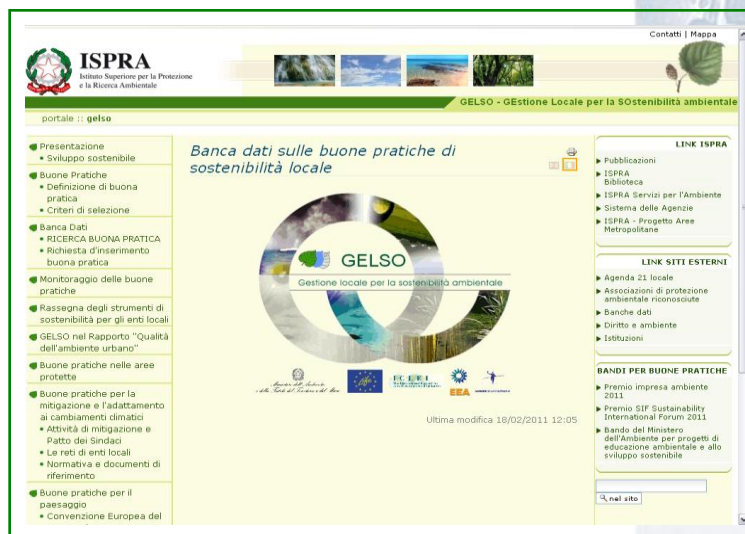 Contatti | Mappa
ISPRA
Istituto Superiore per la Protezione
e la Ricerca Ambientale
GELSO - GEstione Locale per la SOstenibilità ambientale
portale :: gelso
Presentazione
• Sviluppo sostenibile
Buone Pratiche
• Definizione di buona
pratica
• Criteri di selezione
Banca Dati
• RICERCA BUONA PRATICA
• Richiesta d'inserimento
buona pratica
Monitoraggio delle buone
pratiche
Rassegna degli strumenti di
sostenibilità per gli enti locali
GELSO nel Rapporto "Qualità
dell'ambiente urbano"
Buone pratiche nelle aree
protette
Buone pratiche per la
mitigazione e l'adattamento
ai cambiamenti climatici
• Attività di mitigazione e
Patto dei Sindaci
• Le reti di enti locali
• Normativa e documenti di
riferimento
Buone pratiche per il
paesaggio
• Convenzione Europea del
Banca dati sulle buone pratiche di
sostenibilità locale
GELSO
Gestione locale per la sostenibilità ambientale
EEA
Ultima modifica 18/02/2011 12:05
LINK ISPRA
Pubblicazioni
ISPRA
Biblioteca
ISPRA Servizi per l'Ambiente
Sistema delle Agenzie
ISPRA - Progetto Aree
Metropolitane
LINK SITI ESTERNI
Agenda 21 locale
Associazioni di protezione
ambientale riconosciute
Banche dati
Diritto e ambiente
Istituzioni
BANDI PER BUONE PRATICHE
Premio impresa ambiente
2011
Premio SIF Sustainability
International Forum 2011
Bando del Ministero
dell'Ambiente per progetti di
educazione ambientale e allo
sviluppo sostenibile
nel sito